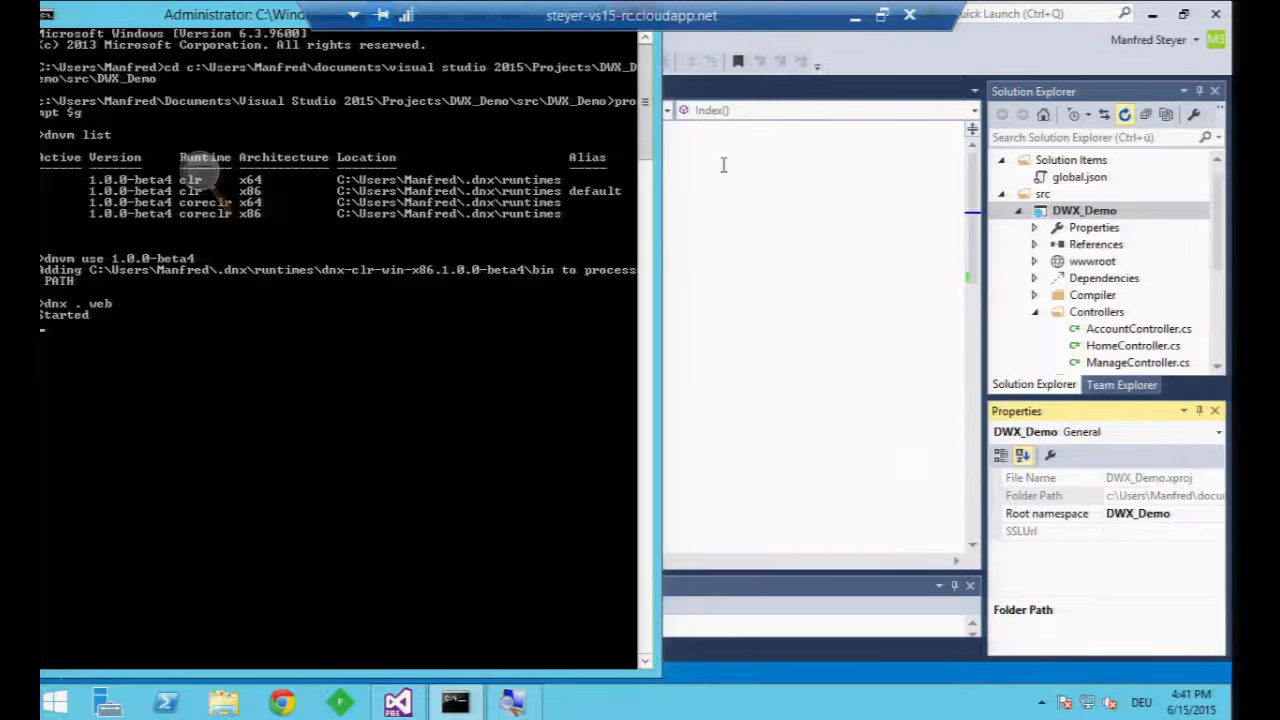 Administrator: C:\Wind
steyer-vs15-rc.cloudapp.net
uick Launch (Ctrl+Q)
Microsoft Windows [Version 6.3.9600]
(c) 2013 Microsoft Corporation. All rights reserved.
C:\Users\Manfred>cd c:\Users\Manfred\documents\visual studio 2015\Projects\DWX_D
emo\src\DWX_Demo
c:\Users\Manfred\Documents\Visual Studio 2015\Projects\DWX_Demo\src\DWX_Demo>pro
mpt $g
>dnvm list
Active Version Runtime Architecture Location Alias
1.0.0-beta4 clr x64 C:\Users\Manfred\.dnx\runtimes
1.0.0-beta4 clr x86 C:\Users\Manfred\.dnx\runtimes default
1.0.0-beta4 coreclr x64 C:\Users\Manfred\.dnx\runtimes
1.0.0-beta4 coreclr x86 C:\Users\Manfred\.dnx\runtimes
>dnvm use 1.0.0-beta4
Adding C:\Users\Manfred\.dnx\runtimes\dnx-clr-win-x86.1.0.0-beta4\bin to process
PATH
>dnx . web
Started
Manfred Steyer
MS
Index()
Solution Explorer
Search Solution Explorer (Ctrl+ü)
Solution Items
global.json
src
DWX_Demo
Properties
References
wwwroot
Dependencies
Compiler
Controllers
C# AccountController.cs
C# HomeController.cs
C# ManageController.cs
Solution Explorer Team Explorer
Properties
DWX_Demo General
File Name DWX_Demo.xproj
Folder Path c:\Users\Manfred\docu
Root namespace DWX_Demo
SSLUrl
Folder Path
PRE
DEU
4:41 PM
6/15/2015